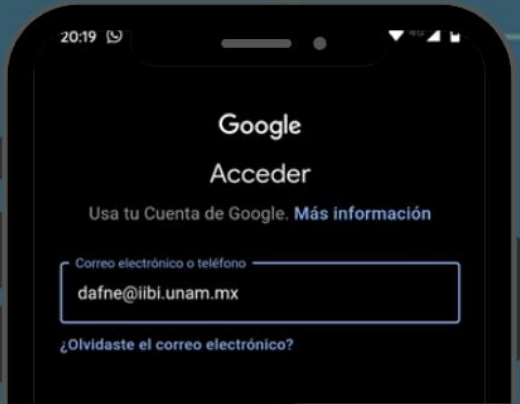 20:19
4G
Google
Acceder
Usa tu Cuenta de Google. Más información
Correo electrónico o teléfono
dafne@iibi.unam.mx
¿Olvidaste el correo electrónico?